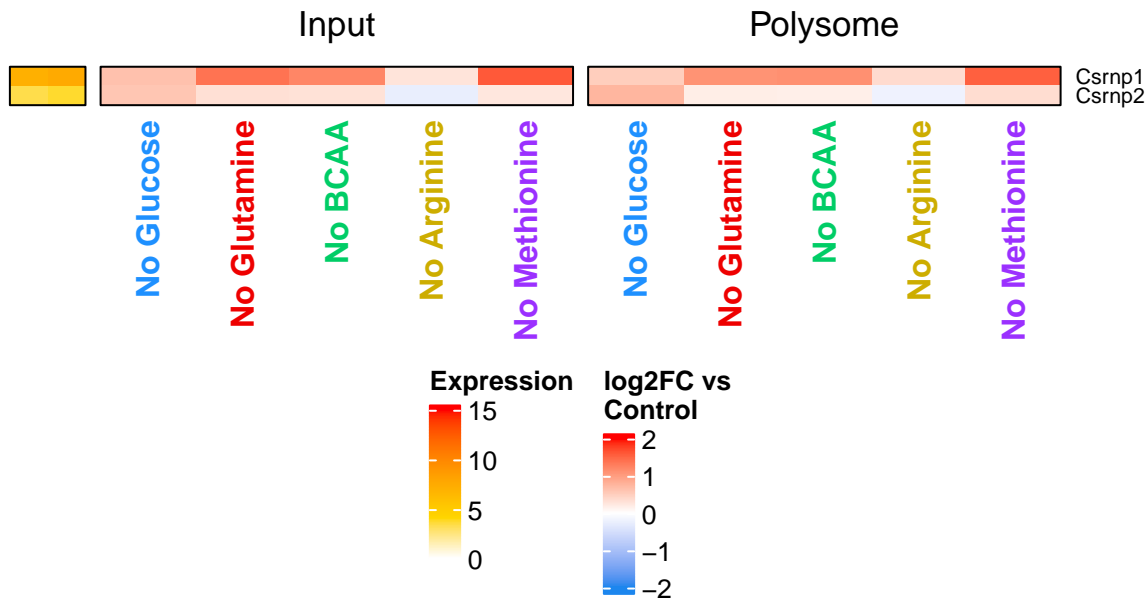 Input
Polysome
Csrnp1
Csrnp2
No Glucose
No Glutamine
No BCAA
No Arginine
No Methionine
No Glucose
No Glutamine
No BCAA
No Arginine
No Methionine
Expression
15
10
5
0
log2FC vs
Control
2
1
0
−1
−2